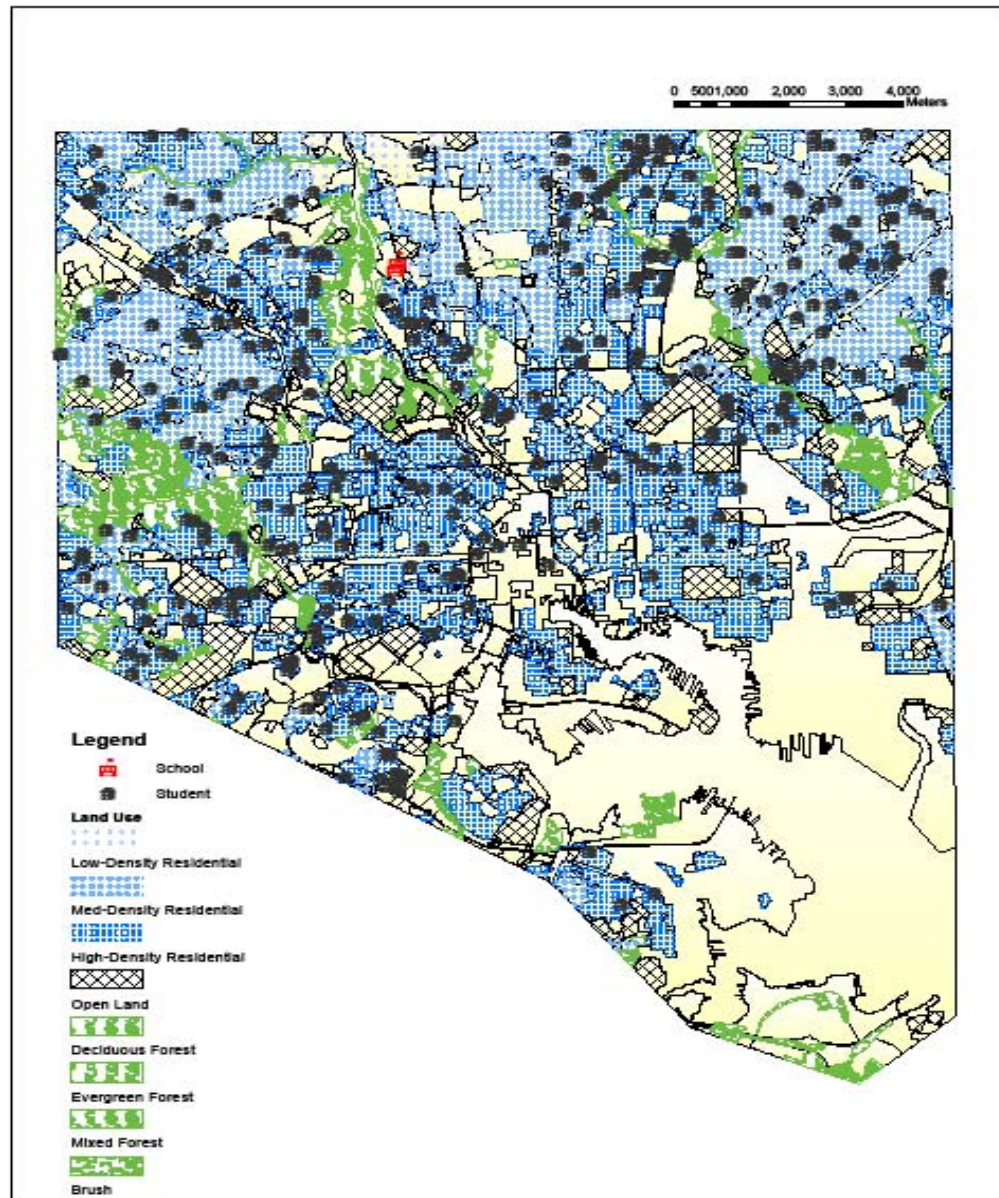 0 5001,000 2,000 3,000 4,000
Meters
Legend
School
Student
Land Use
Low-Density Residential
Med-Density Residential
High-Density Residential
Open Land
Deciduous Forest
Evergreen Forest
Mixed Forest
Brush